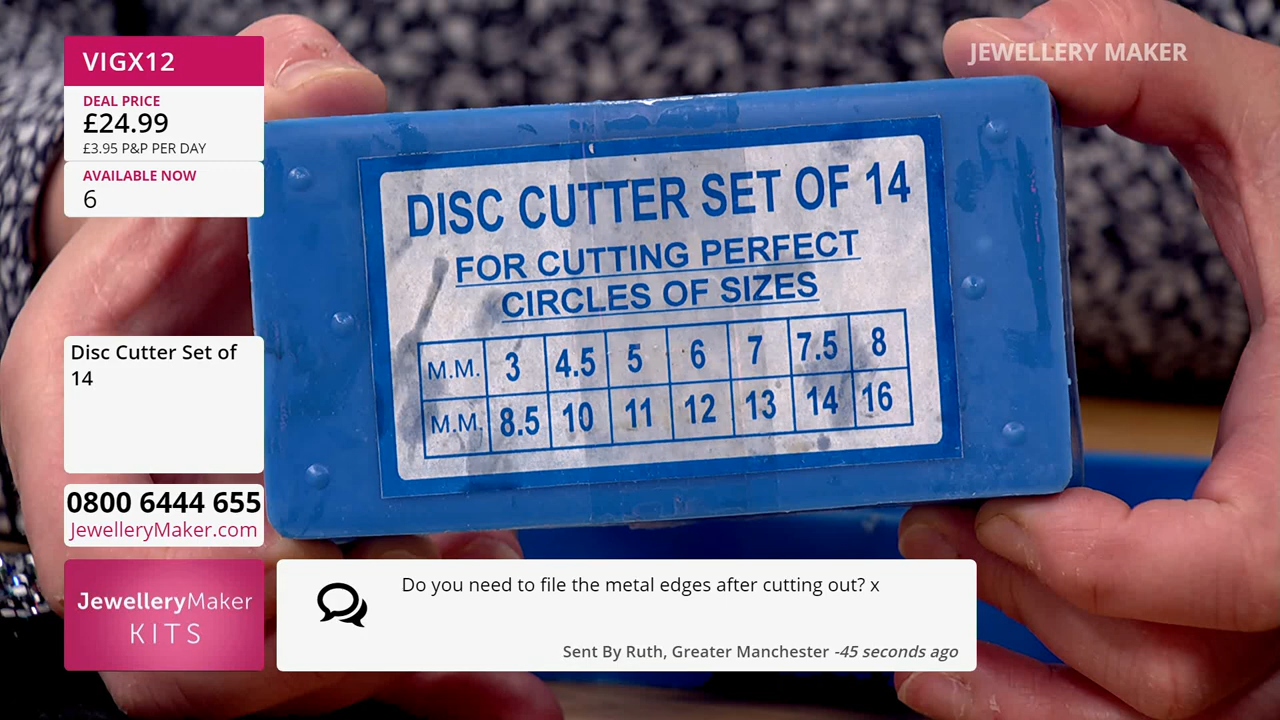 VIGX12
DEAL PRICE
£24.99
£3.95 P&P PER DAY
AVAILABLE NOW
6
JEWELLERY MAKER
DISC CUTTER SET OF 14
FOR CUTTING PERFECT
CIRCLES OF SIZES
M.M. 3 4.5 5 6 7 7.5 8
M.M. 8.5 10 11 12 13 14 16
Disc Cutter Set of
14
0800 6444 655
JewelleryMaker.com
JewelleryMaker
KITS
Do you need to file the metal edges after cutting out? x
Sent By Ruth, Greater Manchester -45 seconds ago